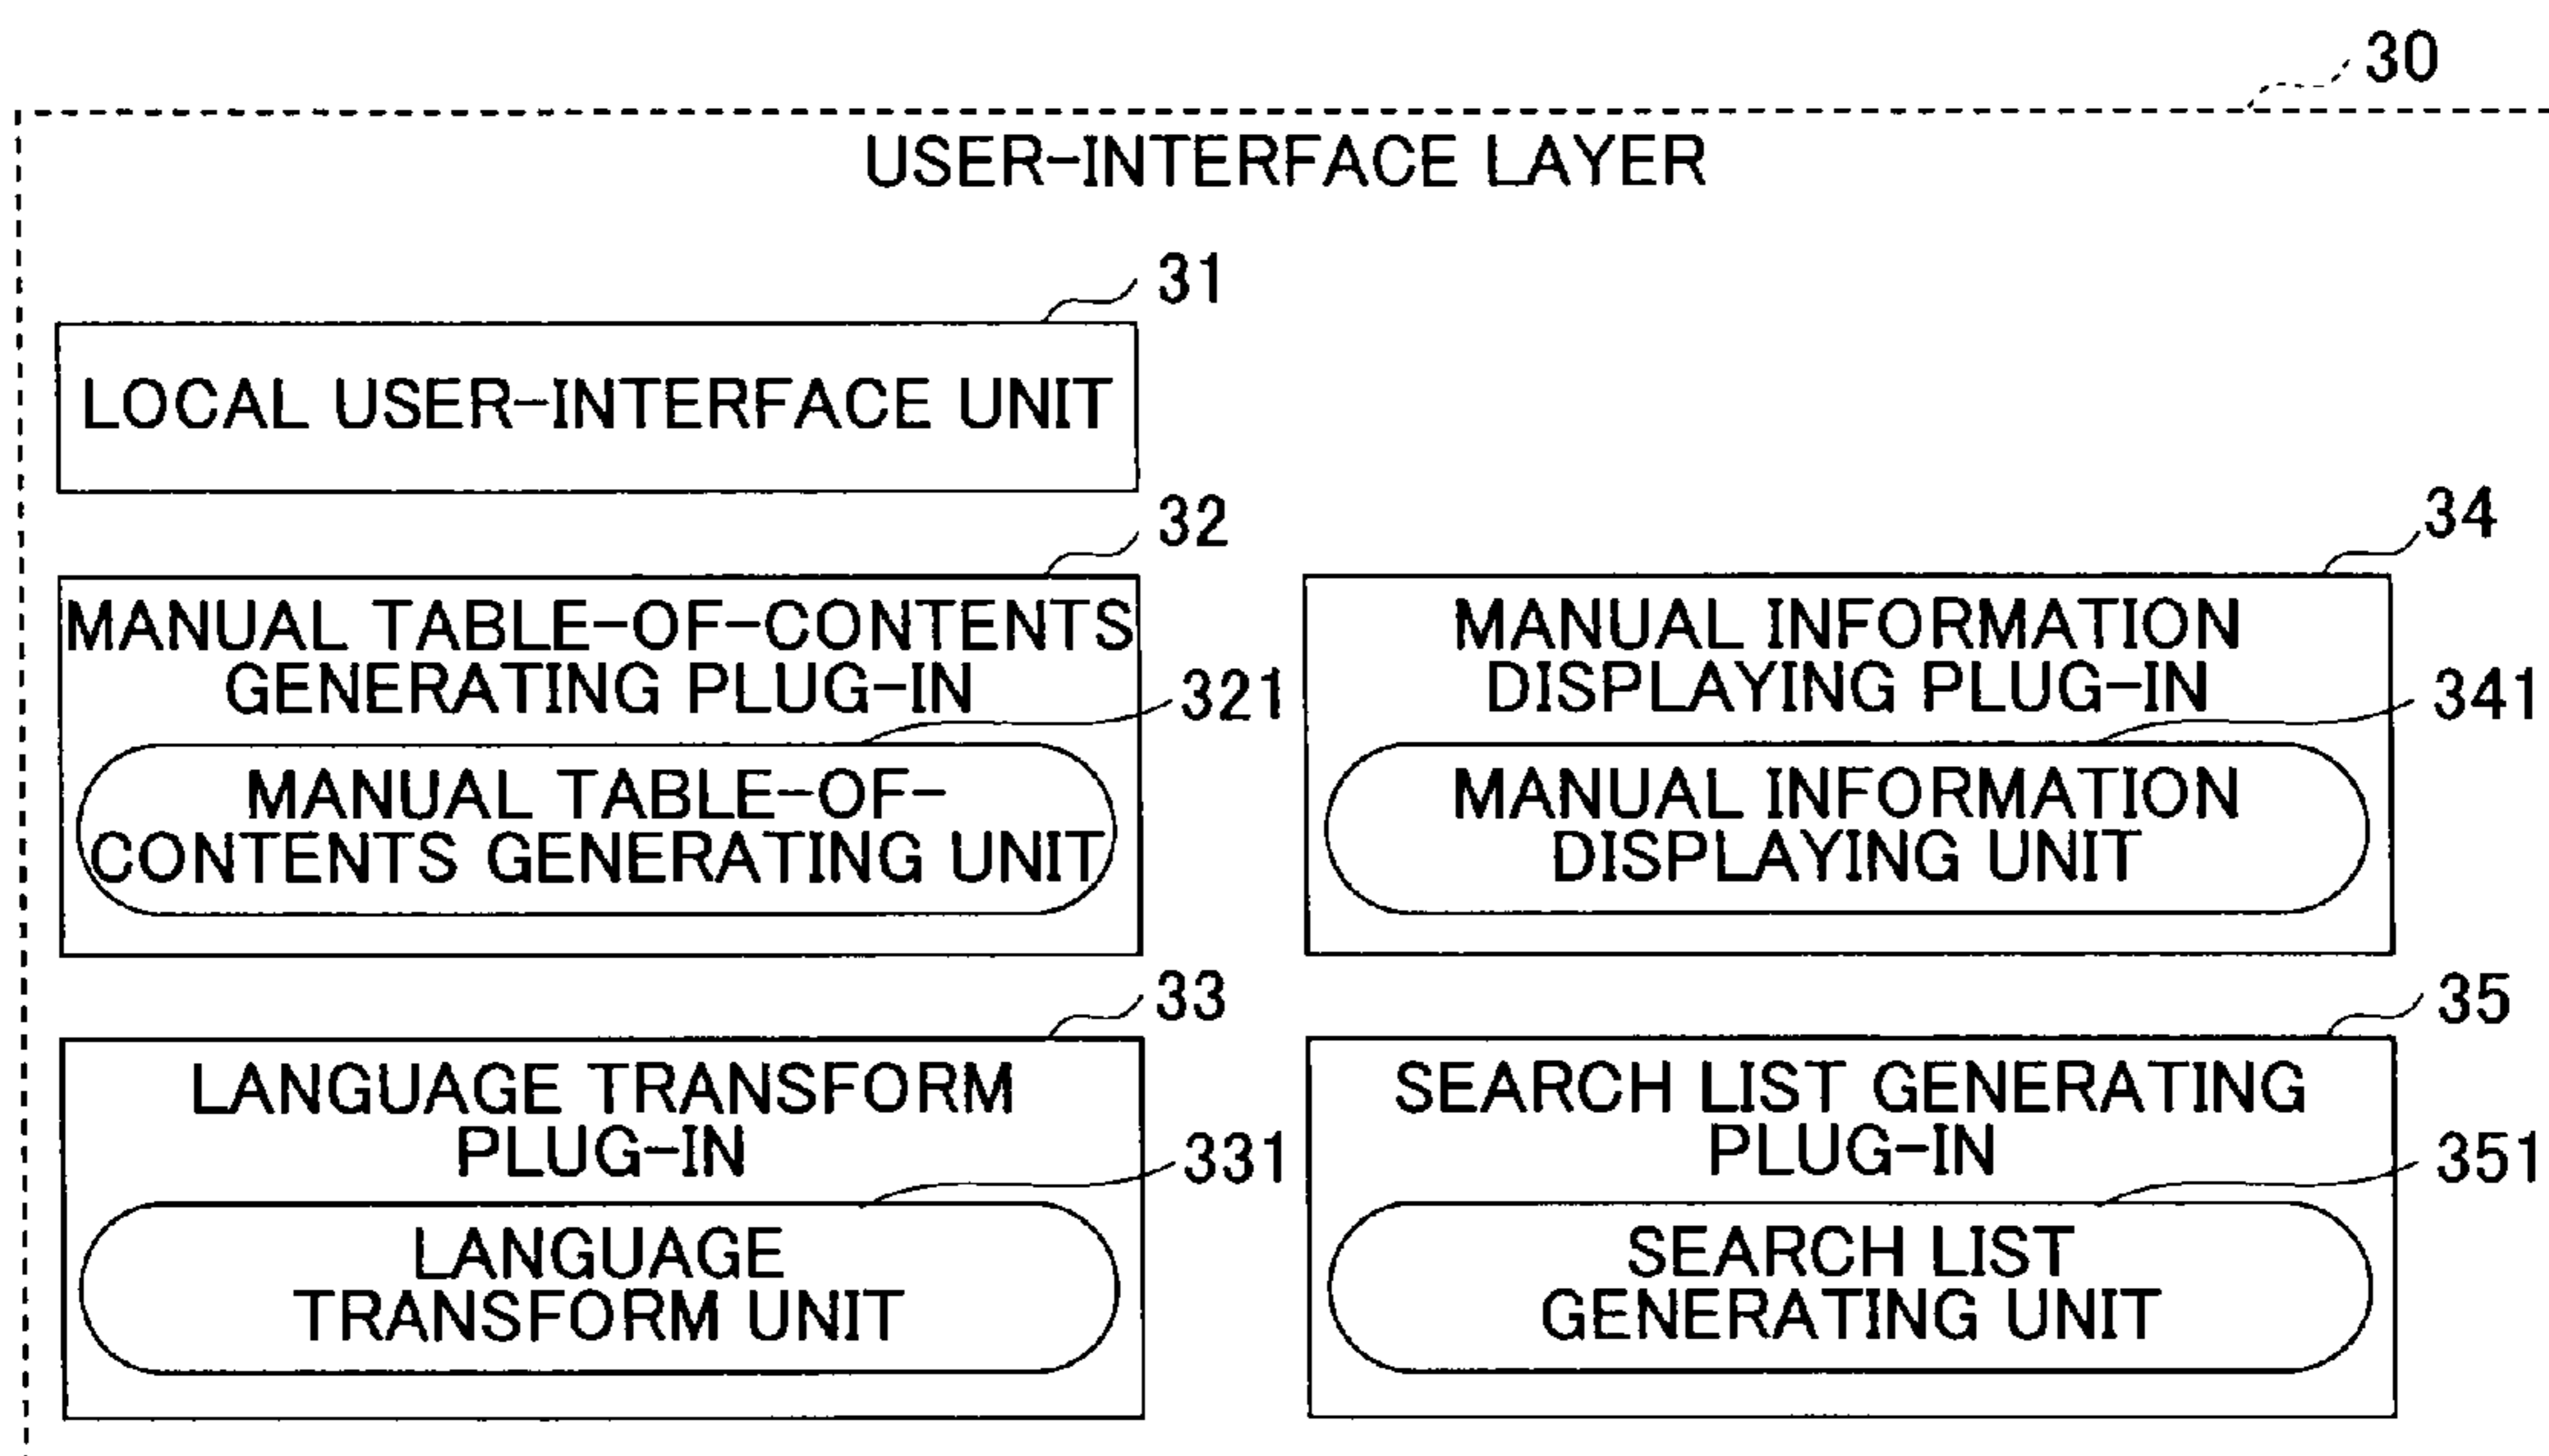 30
USER-INTERFACE LAYER
31
LOCAL USER-INTERFACE UNIT
32
MANUAL TABLE-OF-CONTENTS
GENERATING PLUG-IN
321
MANUAL TABLE-OF-
CONTENTS GENERATING UNIT
34
MANUAL INFORMATION
DISPLAYING PLUG-IN
341
MANUAL INFORMATION
DISPLAYING UNIT
33
LANGUAGE TRANSFORM
PLUG-IN
331
LANGUAGE
TRANSFORM UNIT
35
SEARCH LIST GENERATING
PLUG-IN
351
SEARCH LIST
GENERATING UNIT